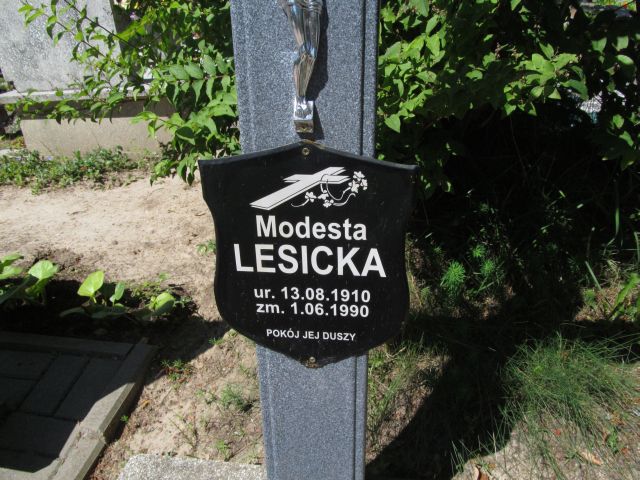 Modesta
LESICKA
ur. 13.08.1910
zm. 1.06.1990
POKÓJ JEJ DUSZY